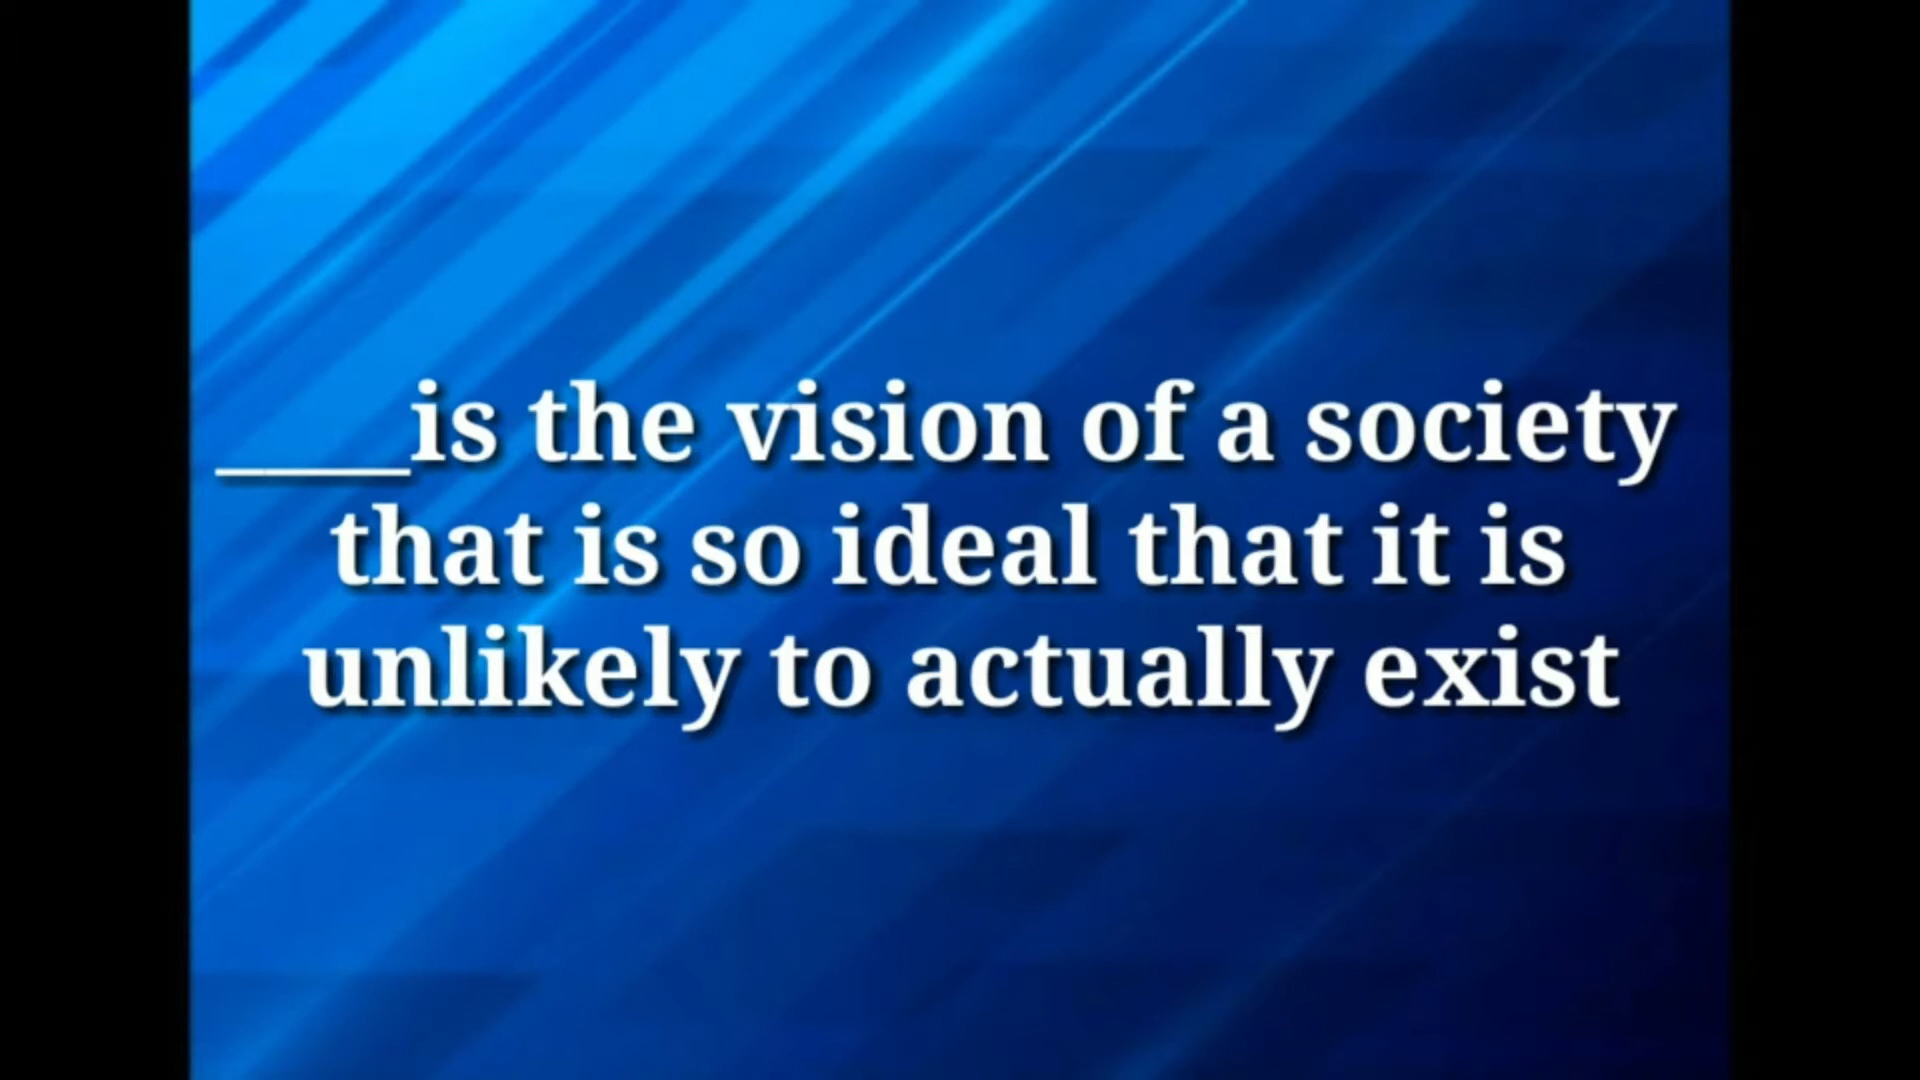 ____is the vision of a society
that is so ideal that it is
unlikely to actually exist